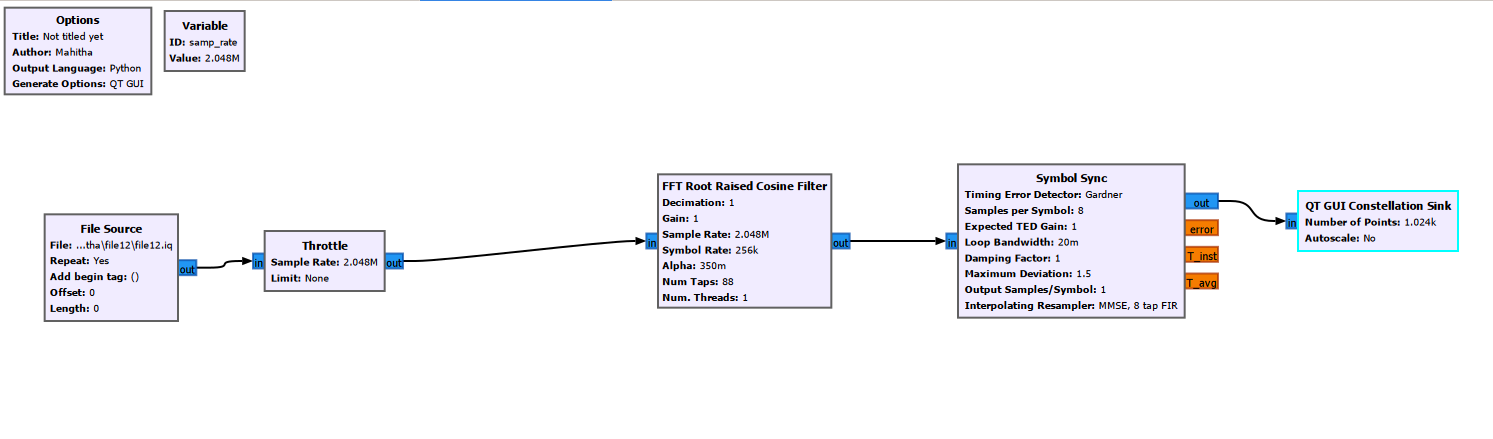 Options
Title: Not titled yet
Author: Mahitha
Output Language: Python
Generate Options: QT GUI
Variable
ID: samp_rate
Value: 2.048M
File Source
File: ...tha\file12\file12.iq
Repeat: Yes
Add begin tag: ()
Offset: 0
Length: 0
out
in
Throttle
Sample Rate: 2.048M
Limit: None
out
in
FFT Root Raised Cosine Filter
Decimation: 1
Gain: 1
Sample Rate: 2.048M
Symbol Rate: 256k
Alpha: 350m
Num Taps: 88
Num. Threads: 1
out
in
Symbol Sync
Timing Error Detector: Gardner
Samples per Symbol: 8
Expected TED Gain: 1
Loop Bandwidth: 20m
Damping Factor: 1
Maximum Deviation: 1.5
Output Samples/Symbol: 1
Interpolating Resampler: MMSE, 8 tap FIR
out
error
T_inst
T_avg
in
QT GUI Constellation Sink
Number of Points: 1.024k
Autoscale: No